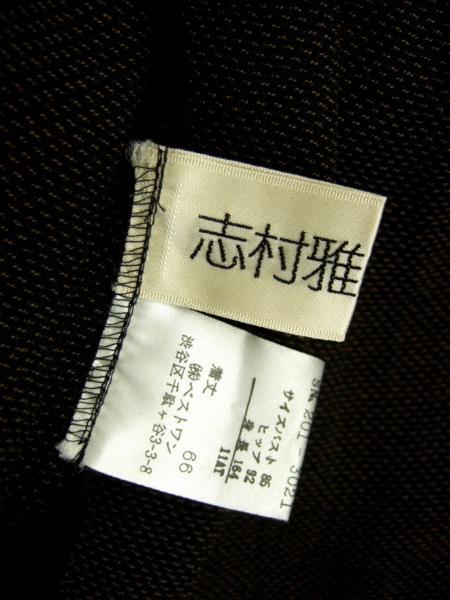 志村雅
SK 201-3021
サイズバスト 85
ヒップ 92
身長 164
11AT
着丈 66
㈱ベストワン
渋谷区千駄ヶ谷3-3-8